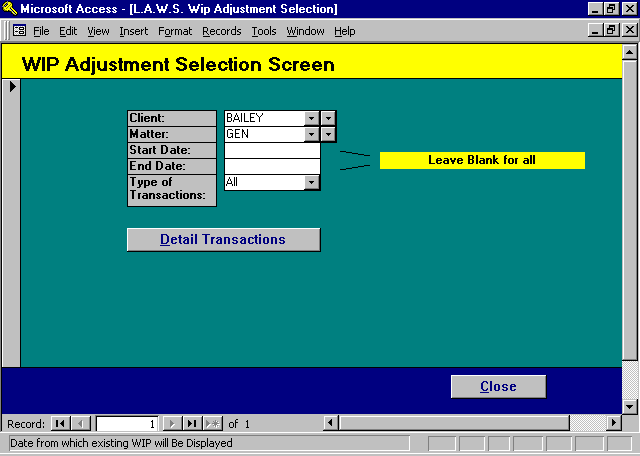 Microsoft Access - [L.A.W.S. Wip Adjustment Selection]
File Edit View Insert Format Records Tools Window Help
WIP Adjustment Selection Screen
Client: BAILEY
Matter: GEN
Start Date:
End Date:
Leave Blank for all
Type of Transactions: All
Detail Transactions
Close
Record: 1 of 1
Date from which existing WIP will be Displayed